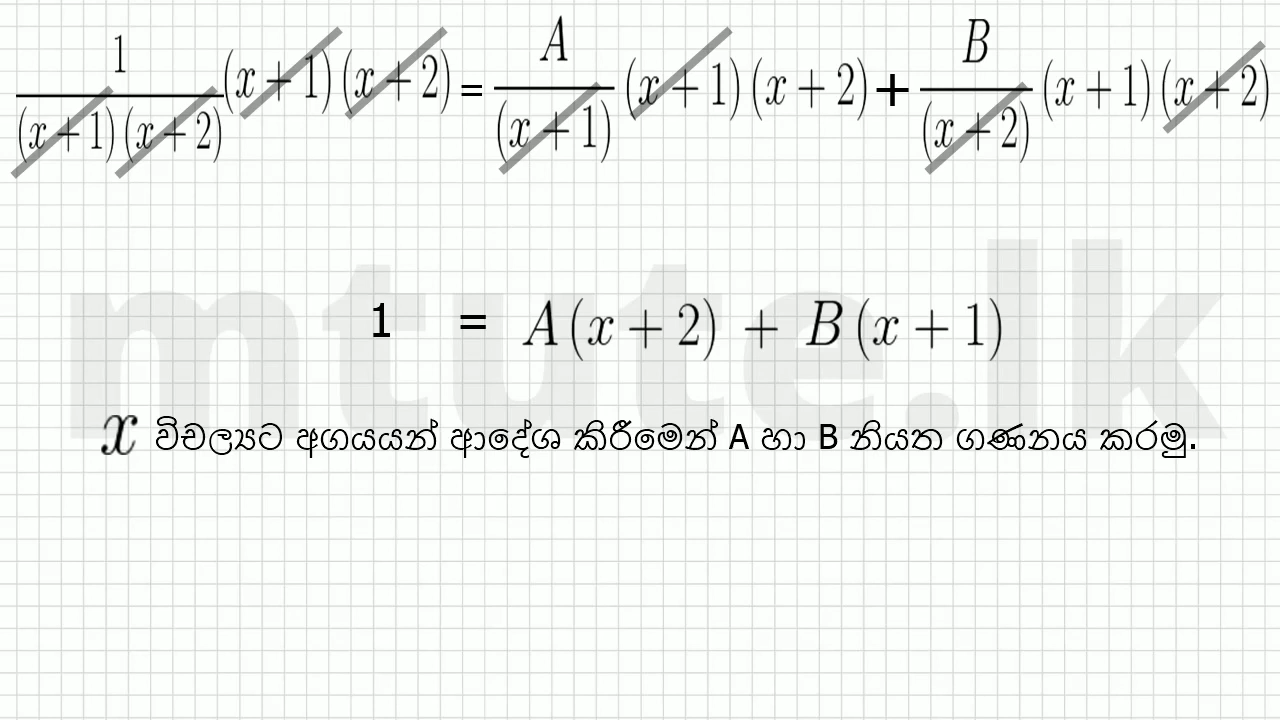 1/((x + 1)(x + 2)) (x + 1)(x + 2) = A/((x + 1)) (x + 1)(x + 2) + B/((x + 2)) (x + 1)(x + 2)
mtute.lk
1 = A(x + 2) + B(x + 1)
x විචල්‍යට අගයයන් ආදේශ කිරීමෙන් A හා B නියත ගණනය කරමු.